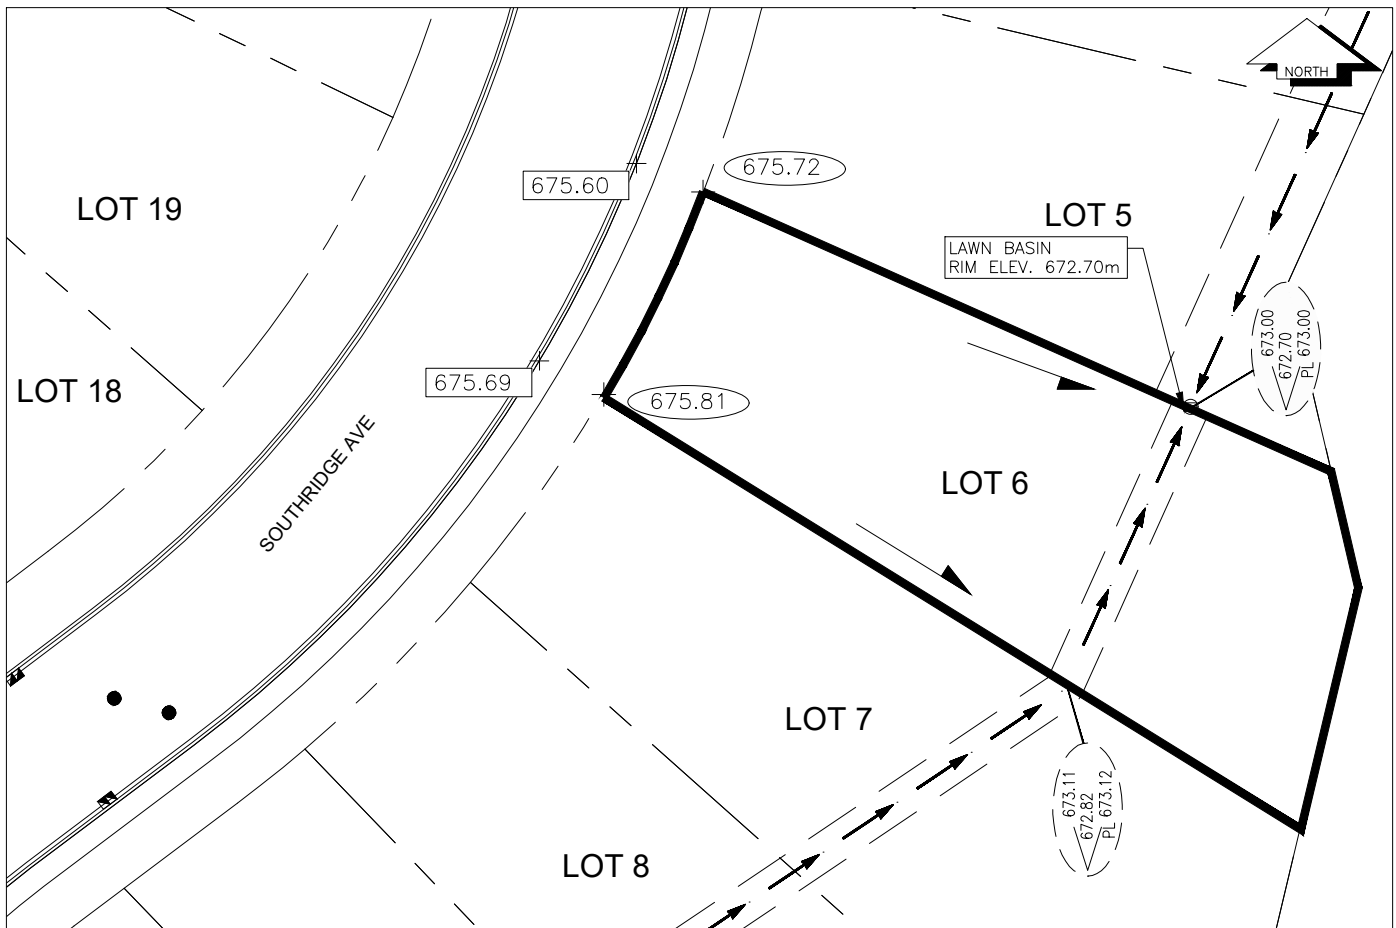 NORTH
675.72
675.60
LOT 19
LOT 5
LAWN BASIN
RIM ELEV. 672.70m
673.00
672.70
PL 673.00
LOT 18
675.69
675.81
SOUTHRIDGE AVE
LOT 6
LOT 7
673.11
672.82
PL 673.12
LOT 8